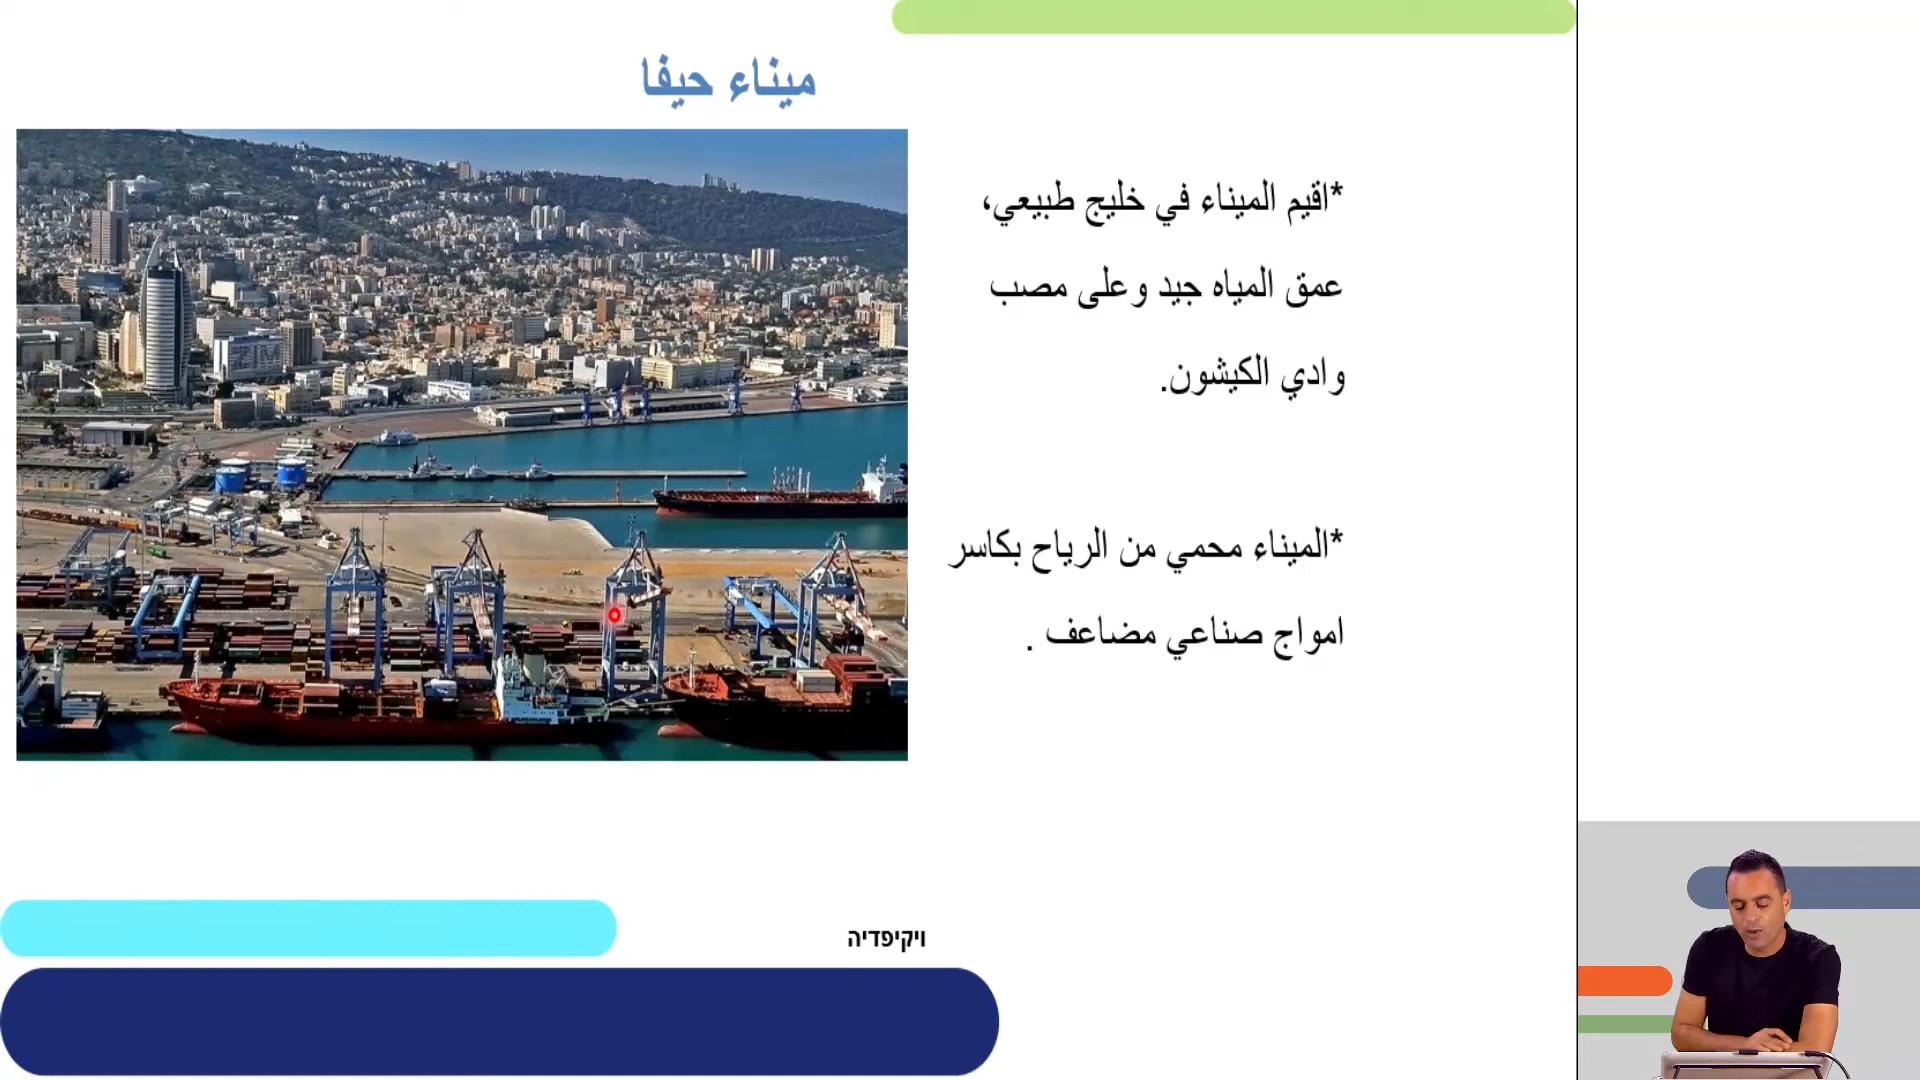 ميناء حيفا
*اقيم الميناء في خليج طبيعي،
عمق المياه جيد وعلى مصب
وادي الكيشون.
*الميناء محمي من الرياح بكاسر
امواج صناعي مضاعف .
ויקיפדיה